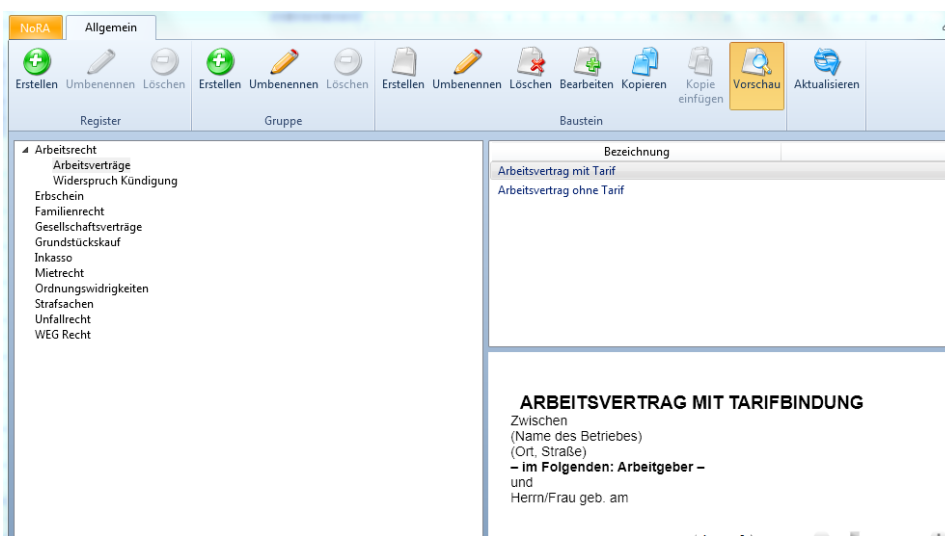 NoRA Allgemein
Erstellen Umbenennen Löschen Erstellen Umbenennen Löschen Erstellen Umbenennen Löschen Bearbeiten Kopieren Kopie einfügen Vorschau Aktualisieren
Register Gruppe Baustein
Arbeitsrecht
Arbeitsverträge
Widerspruch Kündigung
Erbschein
Familienrecht
Gesellschaftsverträge
Grundstückskauf
Inkasso
Mietrecht
Ordnungswidrigkeiten
Strafsachen
Unfallrecht
WEG Recht
Bezeichnung
Arbeitsvertrag mit Tarif
Arbeitsvertrag ohne Tarif
ARBEITSVERTRAG MIT TARIFBINDUNG
Zwischen
(Name des Betriebes)
(Ort, Straße)
– im Folgenden: Arbeitgeber –
und
Herrn/Frau geb. am